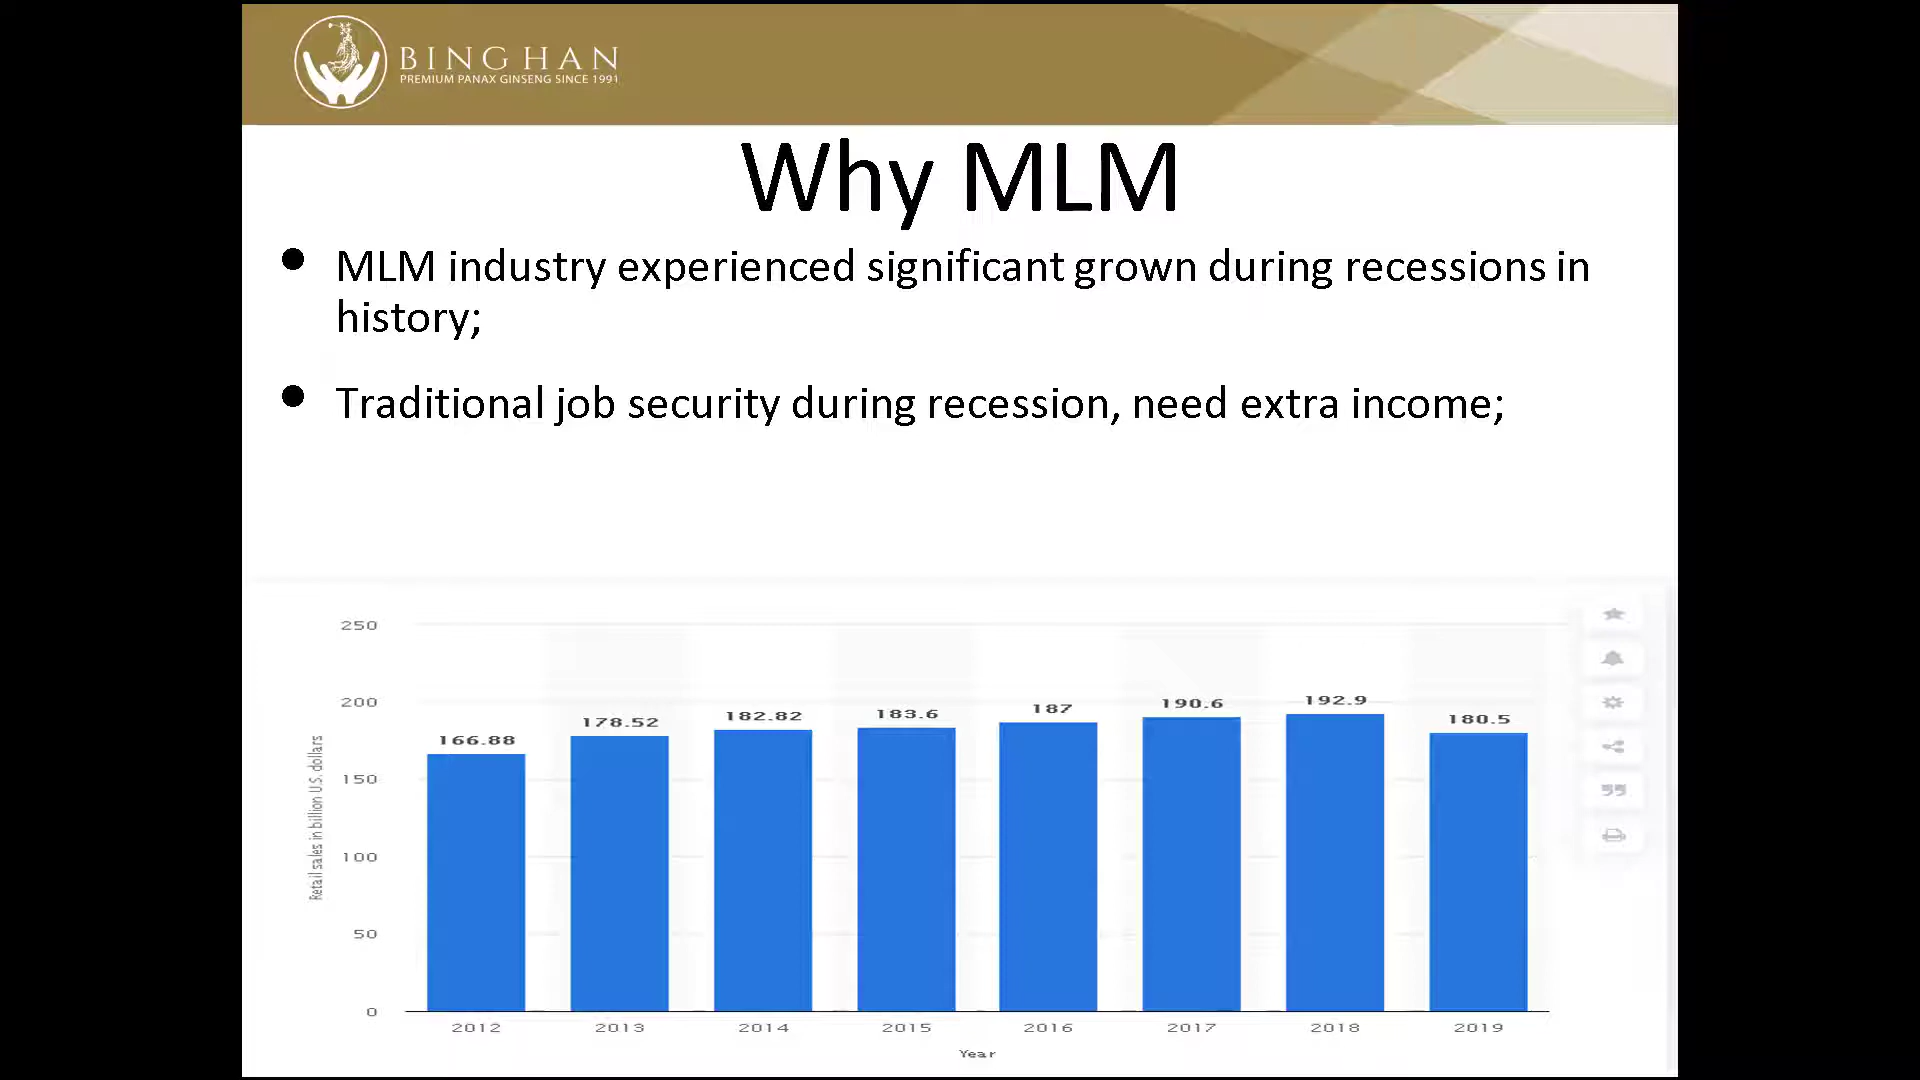 BINGHAN
PREMIUM PANAX GINSENG SINCE 1991
Why MLM
MLM industry experienced significant grown during recessions in
history;
Traditional job security during recession, need extra income;
Retail sales in billion U.S. dollars
250
200
150
100
50
0
166.88
178.52
182.82
183.6
187
190.6
192.9
180.5
2012
2013
2014
2015
2016
2017
2018
2019
Year